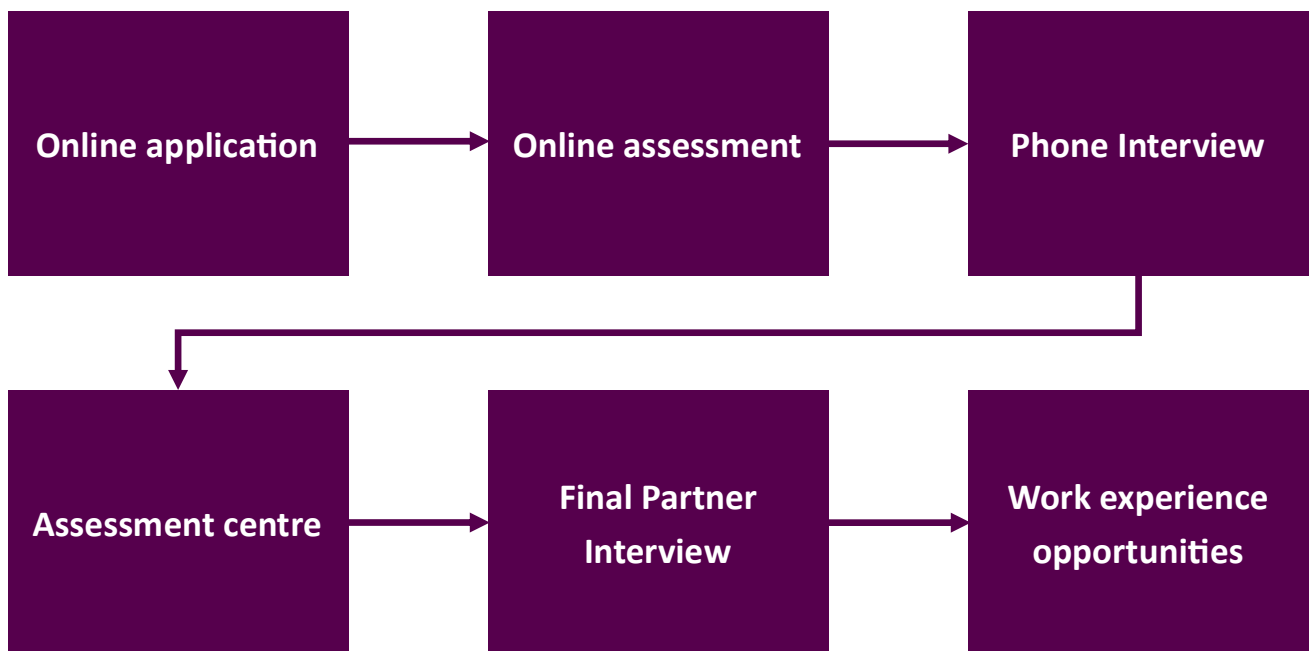 Online application
Online assessment
Phone Interview
Assessment centre
Final Partner
Interview
Work experience
opportunities